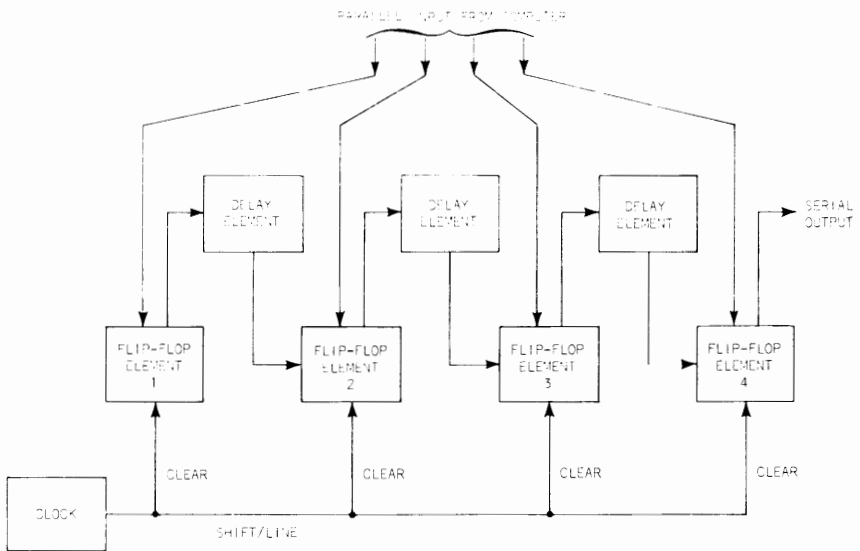 PARALLEL INPUT FROM COMPUTER
DELAY
ELEMENT
DELAY
ELEMENT
DELAY
ELEMENT
SERIAL
OUTPUT
FLIP-FLOP
ELEMENT
1
FLIP-FLOP
ELEMENT
2
FLIP-FLOP
ELEMENT
3
FLIP-FLOP
ELEMENT
4
CLEAR
CLEAR
CLEAR
CLEAR
CLOCK
SHIFT/LINE